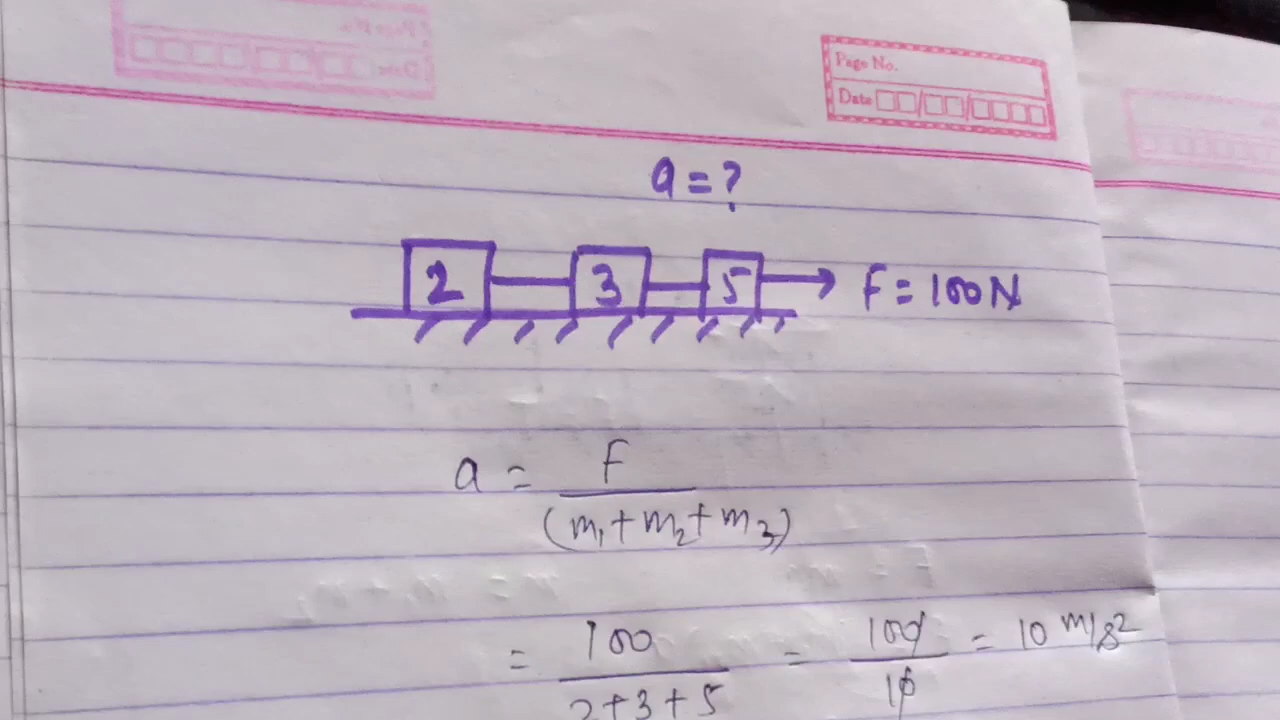 Page No.
Date
a = ?
2 3 5 F = 100 N
a = F / (m₁ + m₂ + m₃)
= 100 / 2+3+5 = 100 / 10 = 10 m/s²